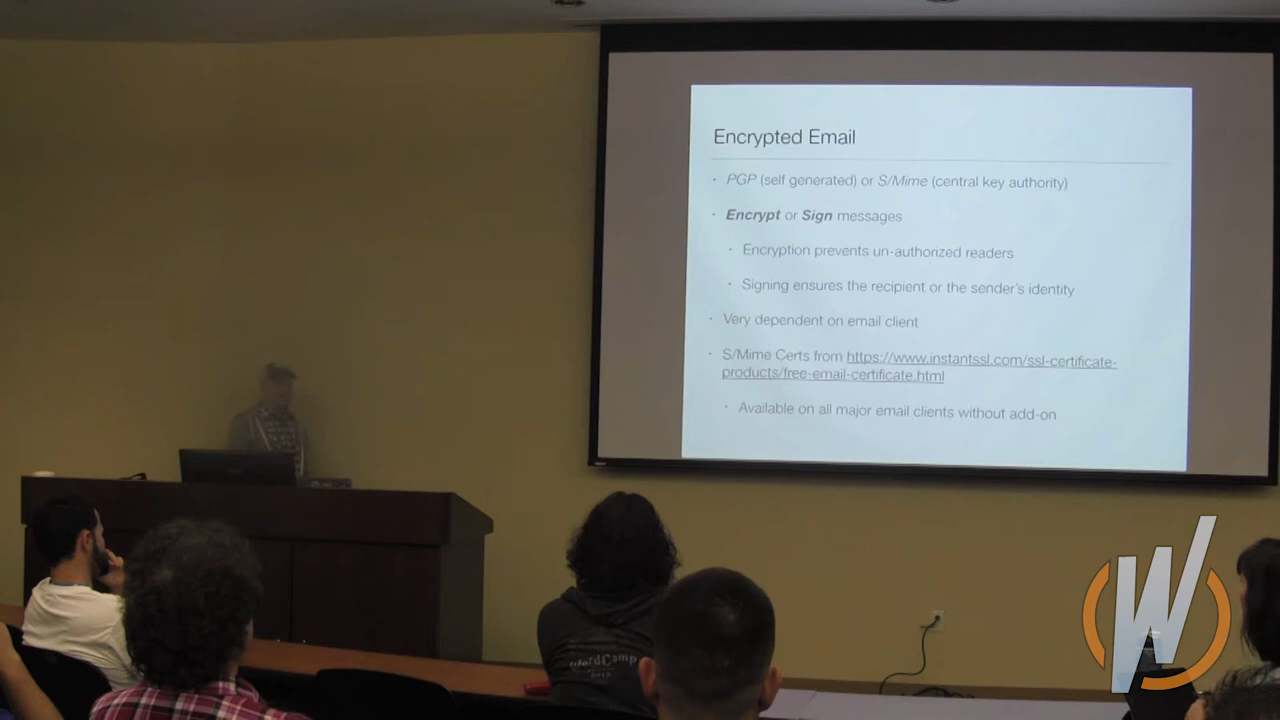 Encrypted Email
• PGP (self generated) or S/Mime (central key authority)
• Encrypt or Sign messages
• Encryption prevents un-authorized readers
• Signing ensures the recipient or the sender's identity
• Very dependent on email client
• S/Mime Certs from https://www.instantssl.com/ssl-certificate-
products/free-email-certificate.html
• Available on all major email clients without add-on
WordCamp
W